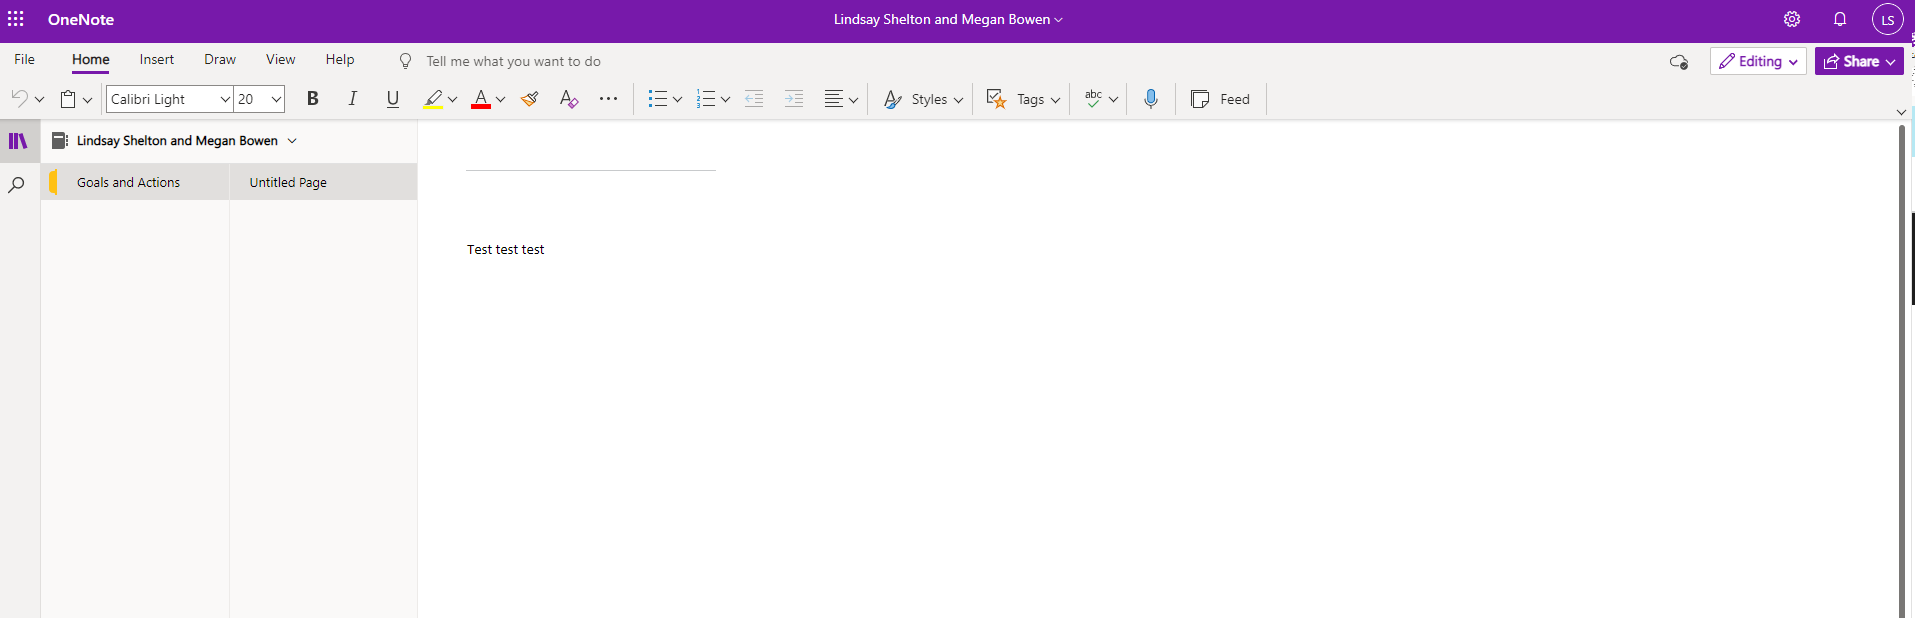 OneNote
Lindsay Shelton and Megan Bowen
LS
File Home Insert Draw View Help Tell me what you want to do
Editing Share
Calibri Light 20 B I U A A Styles Tags abc Feed
Lindsay Shelton and Megan Bowen
Goals and Actions Untitled Page
Test test test